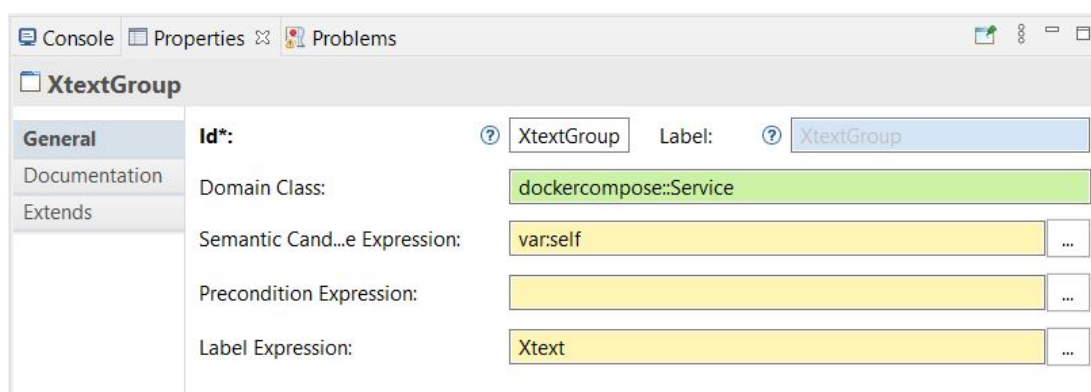 Console Properties Problems
XtextGroup
General
Documentation
Extends
Id*: XtextGroup Label: XtextGroup
Domain Class: dockercompose::Service
Semantic Cand...e Expression: var:self ...
Precondition Expression: ...
Label Expression: Xtext ...